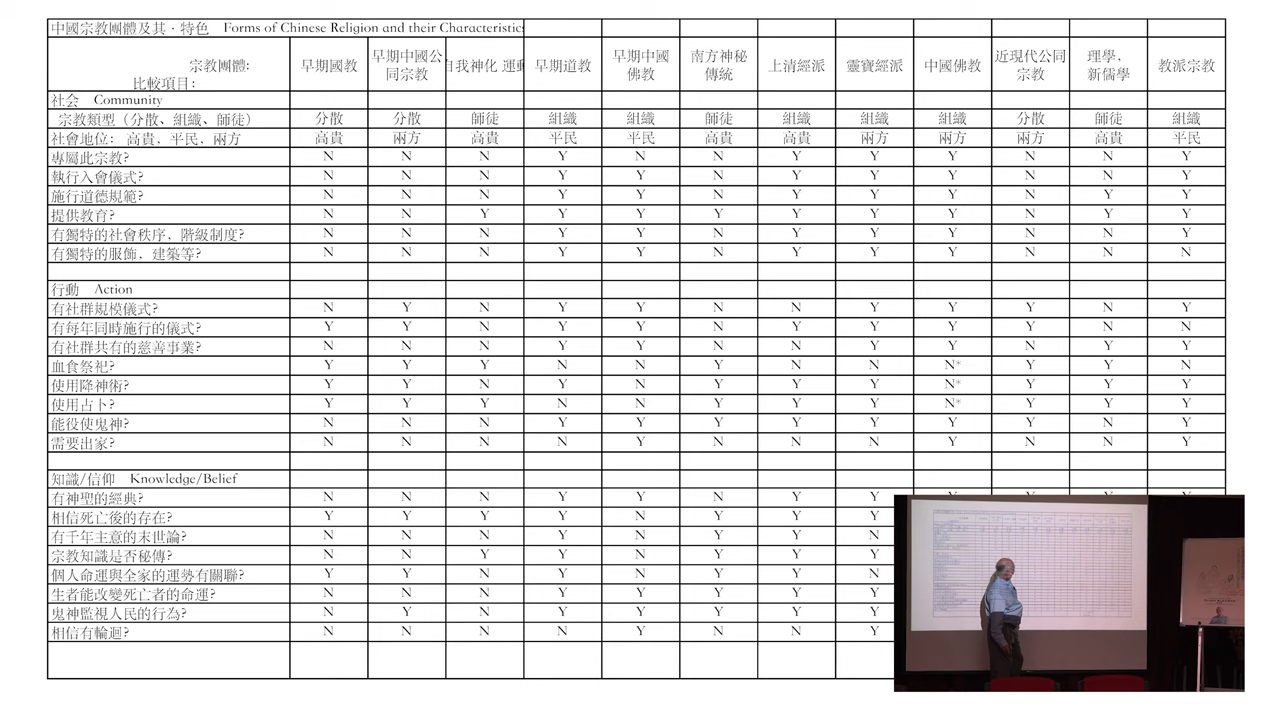 中國宗教團體及其．特色 Forms of Chinese Religion and their Characteristics
宗教團體: 早期國教 早期中國公同宗教 自我神化 運動 早期道教 早期中國佛教 南方神秘傳統 上清經派 靈寶經派 中國佛教 近現代公同宗教 理學、新儒學 教派宗教
比較項目:
社会 Community
宗教類型（分散、組織、師徒） 分散 分散 師徒 組織 組織 師徒 組織 組織 組織 分散 師徒 組織
社會地位: 高貴，平民，兩方 高貴 兩方 高貴 平民 平民 高貴 高貴 兩方 兩方 兩方 高貴 平民
專屬此宗教? N N N Y N N Y Y Y N N Y
執行入會儀式? N N N Y Y N Y Y Y N N Y
施行道德規範? N N N Y Y N Y Y Y N Y Y
提供教育? N N Y Y Y Y Y Y Y N Y Y
有獨特的社會秩序，階級制度? N N N Y Y N Y Y Y N N Y
有獨特的服飾，建築等? N N N Y Y N Y Y Y N N N
行動 Action
有社群規模儀式? N Y N Y Y N N Y Y Y N Y
有每年同時施行的儀式? Y Y N Y Y N Y Y Y Y N N
有社群共有的慈善事業? N N N Y Y N N Y Y N Y Y
血食祭祀? Y Y Y N N Y N N N* Y Y N
使用降神術? Y Y N Y N Y Y Y N* Y Y Y
使用占卜? Y Y Y N N Y Y Y N* Y Y Y
能役使鬼神? N N N Y Y Y Y Y Y Y N Y
需要出家? N N N N Y N N N Y N N Y
知識/信仰 Knowledge/Belief
有神聖的經典? N N N Y Y N Y Y
相信死亡後的存在? Y Y Y Y N Y Y Y
有千年主意的末世論? N N N Y N Y Y N
宗教知識是否秘傳? N N Y Y N Y Y Y
個人命運與全家的運勢有關聯? Y Y N Y N Y Y N
生者能改變死亡者的命運? N N N Y Y Y Y Y
鬼神監視人民的行為? N Y N Y Y Y Y Y
相信有輪迴? N N N N Y N N Y